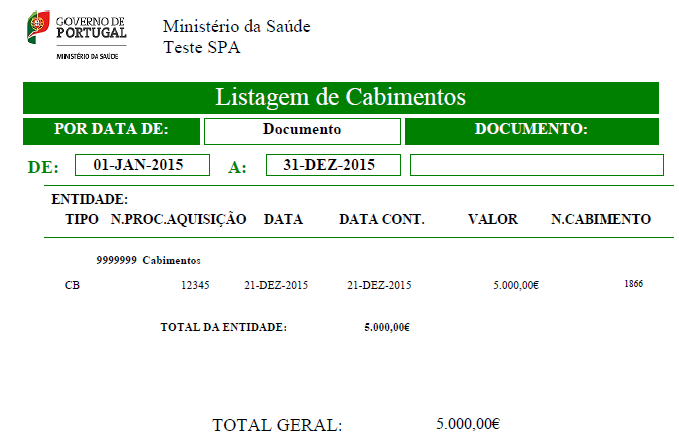 GOVERNO DE
PORTUGAL
MINISTÉRIO DA SAÚDE
Ministério da Saúde
Teste SPA
Listagem de Cabimentos
POR DATA DE: Documento DOCUMENTO:
DE: 01-JAN-2015 A: 31-DEZ-2015
ENTIDADE:
TIPO N.PROC.AQUISIÇÃO DATA DATA CONT. VALOR N.CABIMENTO
9999999 Cabimentos
CB 12345 21-DEZ-2015 21-DEZ-2015 5.000,00€ 1866
TOTAL DA ENTIDADE: 5.000,00€
TOTAL GERAL: 5.000,00€